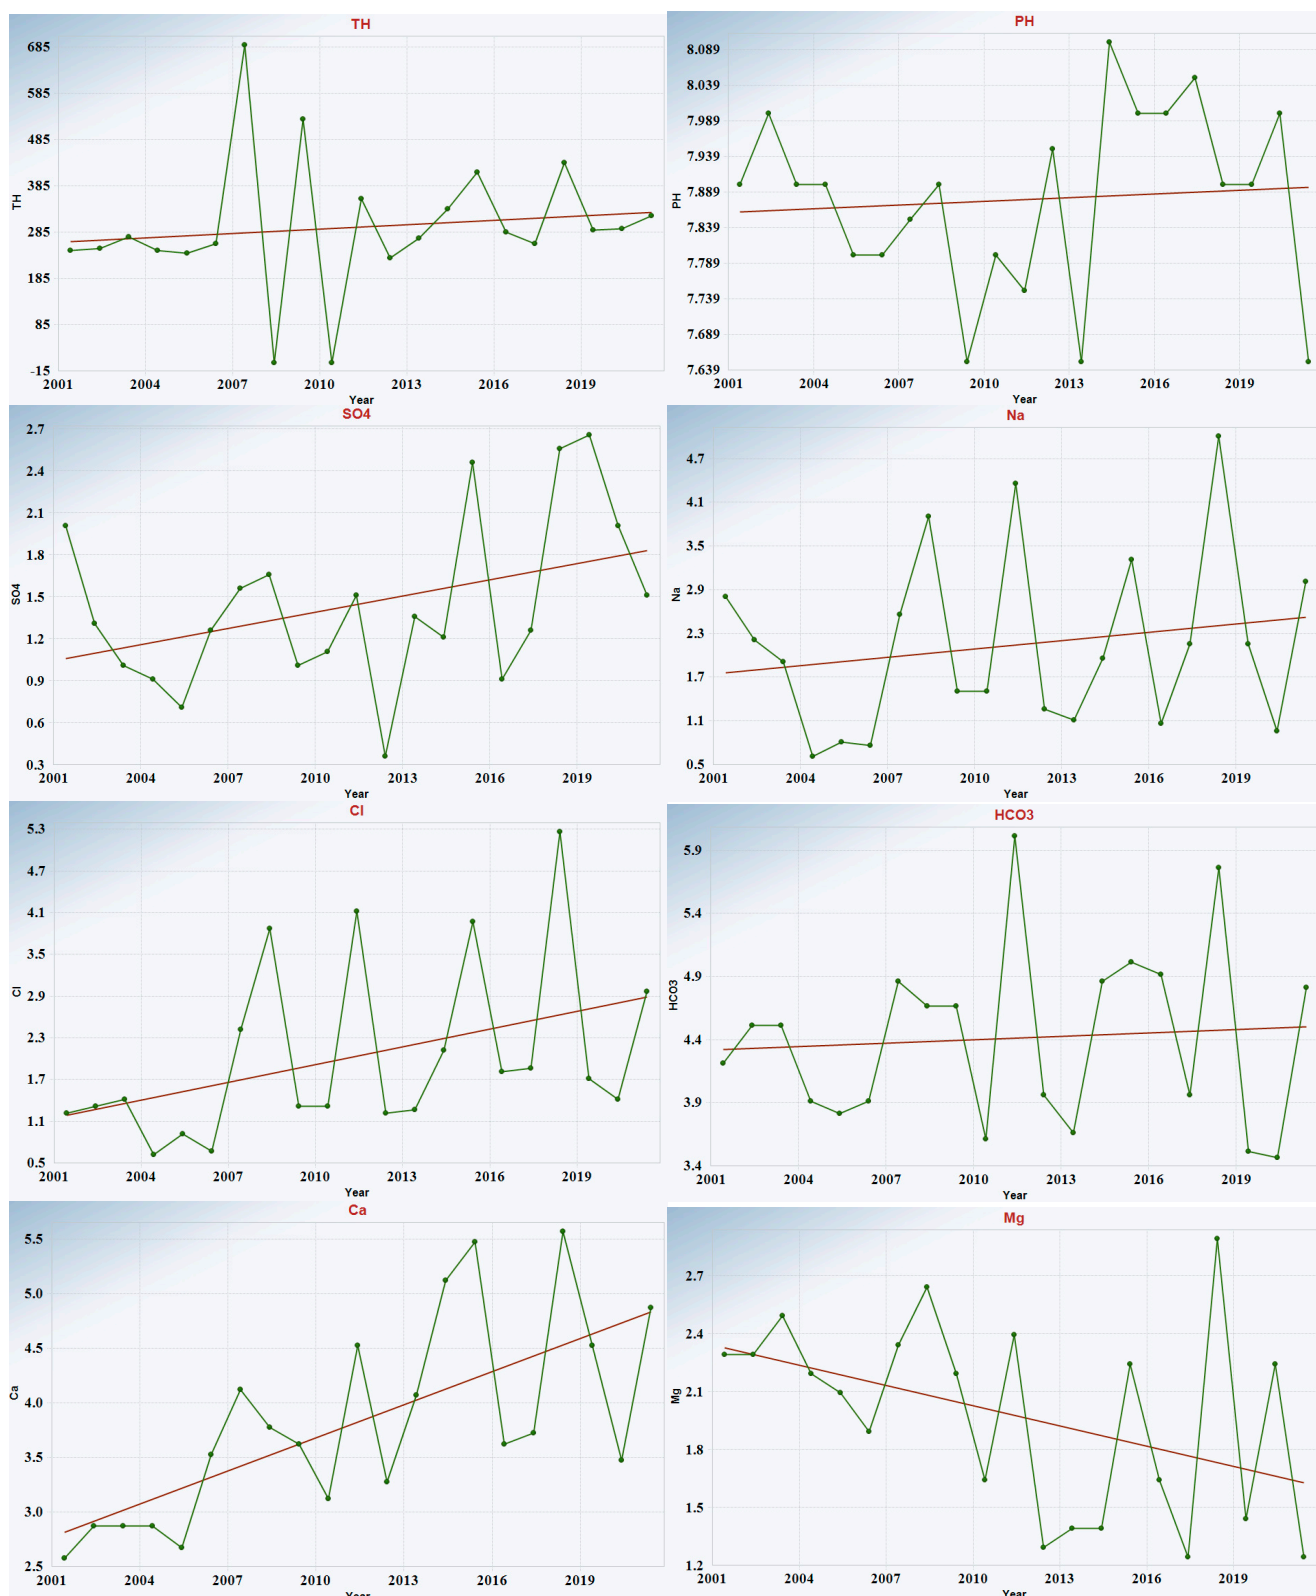 TH
685
585
485
385
285
185
85
-15
TH
2001 2004 2007 2010 2013 2016 2019
Year
PH
8.089
8.039
7.989
7.939
7.889
7.839
7.789
7.739
7.689
7.639
PH
2001 2004 2007 2010 2013 2016 2019
Year
SO4
2.7
2.4
2.1
1.8
1.5
1.2
0.9
0.6
0.3
SO4
2001 2004 2007 2010 2013 2016 2019
Year
Na
4.7
4.1
3.5
2.9
2.3
1.7
1.1
0.5
Na
2001 2004 2007 2010 2013 2016 2019
Year
Cl
5.3
4.7
4.1
3.5
2.9
2.3
1.7
1.1
0.5
Cl
2001 2004 2007 2010 2013 2016 2019
Year
HCO3
5.9
5.4
4.9
4.4
3.9
3.4
HCO3
2001 2004 2007 2010 2013 2016 2019
Year
Ca
5.5
5.0
4.5
4.0
3.5
3.0
2.5
Ca
2001 2004 2007 2010 2013 2016 2019
Year
Mg
2.7
2.4
2.1
1.8
1.5
1.2
Mg
2001 2004 2007 2010 2013 2016 2019
Year